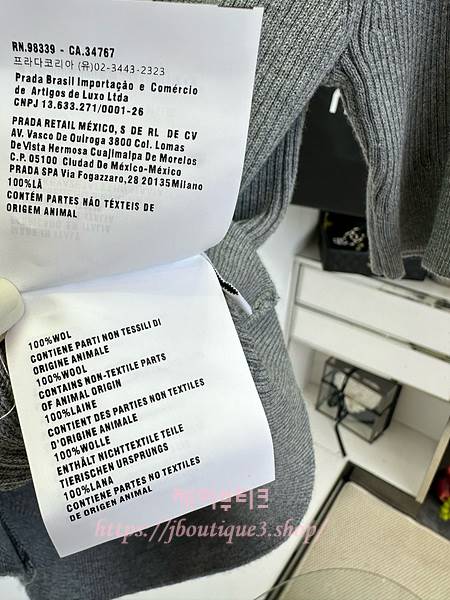 RN.98339 - CA.34767
프라다코리아 (유)02-3443-2323
Prada Brasil Importação e Comércio
de Artigos de Luxo Ltda
CNPJ 13.633.271/0001-26
PRADA RETAIL MÉXICO, S DE RL DE CV
AV. Vasco De Quiroga 3800 Col. Lomas
De Vista Hermosa Cuajimalpa De Morelos
C.P. 05100 Ciudad De México-México
PRADA SPA Via Fogazzaro, 28 20135 Milano
100%LÃ
CONTÉM PARTES NÃO TÉXTEIS DE
ORIGEM ANIMAL
100%WOL
CONTIENE PARTI NON TESSILI DI
ORIGINE ANIMALE
100%WOOL
CONTAINS NON-TEXTILE PARTS
OF ANIMAL ORIGIN
100%LAINE
CONTIENT DES PARTIES NON TEXTILES
D'ORIGINE ANIMALE
100%WOLLE
ENTHÄLT NICHTTEXTILE TEILE
TIERISCHEN URSPRUNGS
100%LANA
CONTIENE PARTES NO TEXTILES
DE ORIGEN ANIMAL
제이부티크
https://jboutique3.shop/